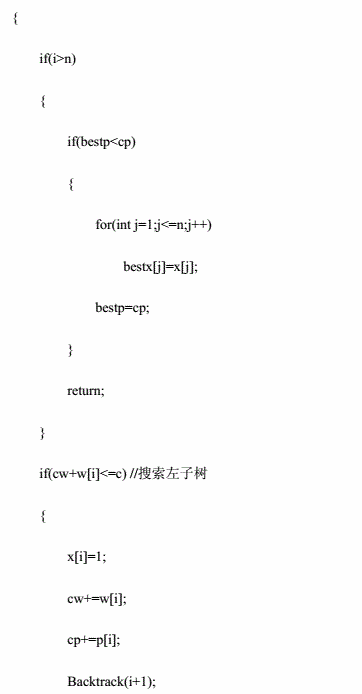 {
if(i>n)
{
if(bestp<cp)
{
for(int j=1;j<=n;j++)
bestx[j]=x[j];
bestp=cp;
}
return;
}
if(cw+w[i]<=c) //搜索左子树
{
x[i]=1;
cw+=w[i];
cp+=p[i];
Backtrack(i+1);